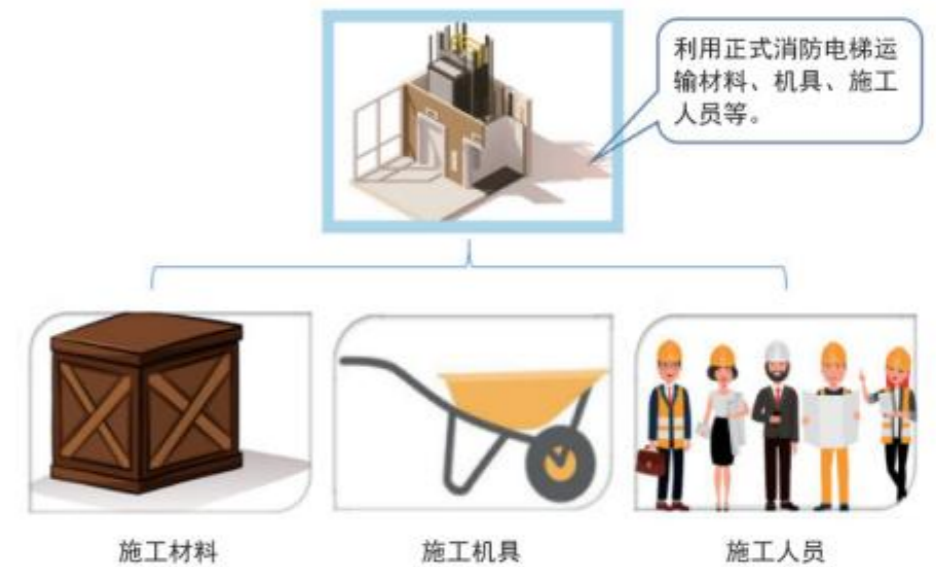 利用正式消防电梯运
输材料、机具、施工
人员等。
施工材料
施工机具
施工人员